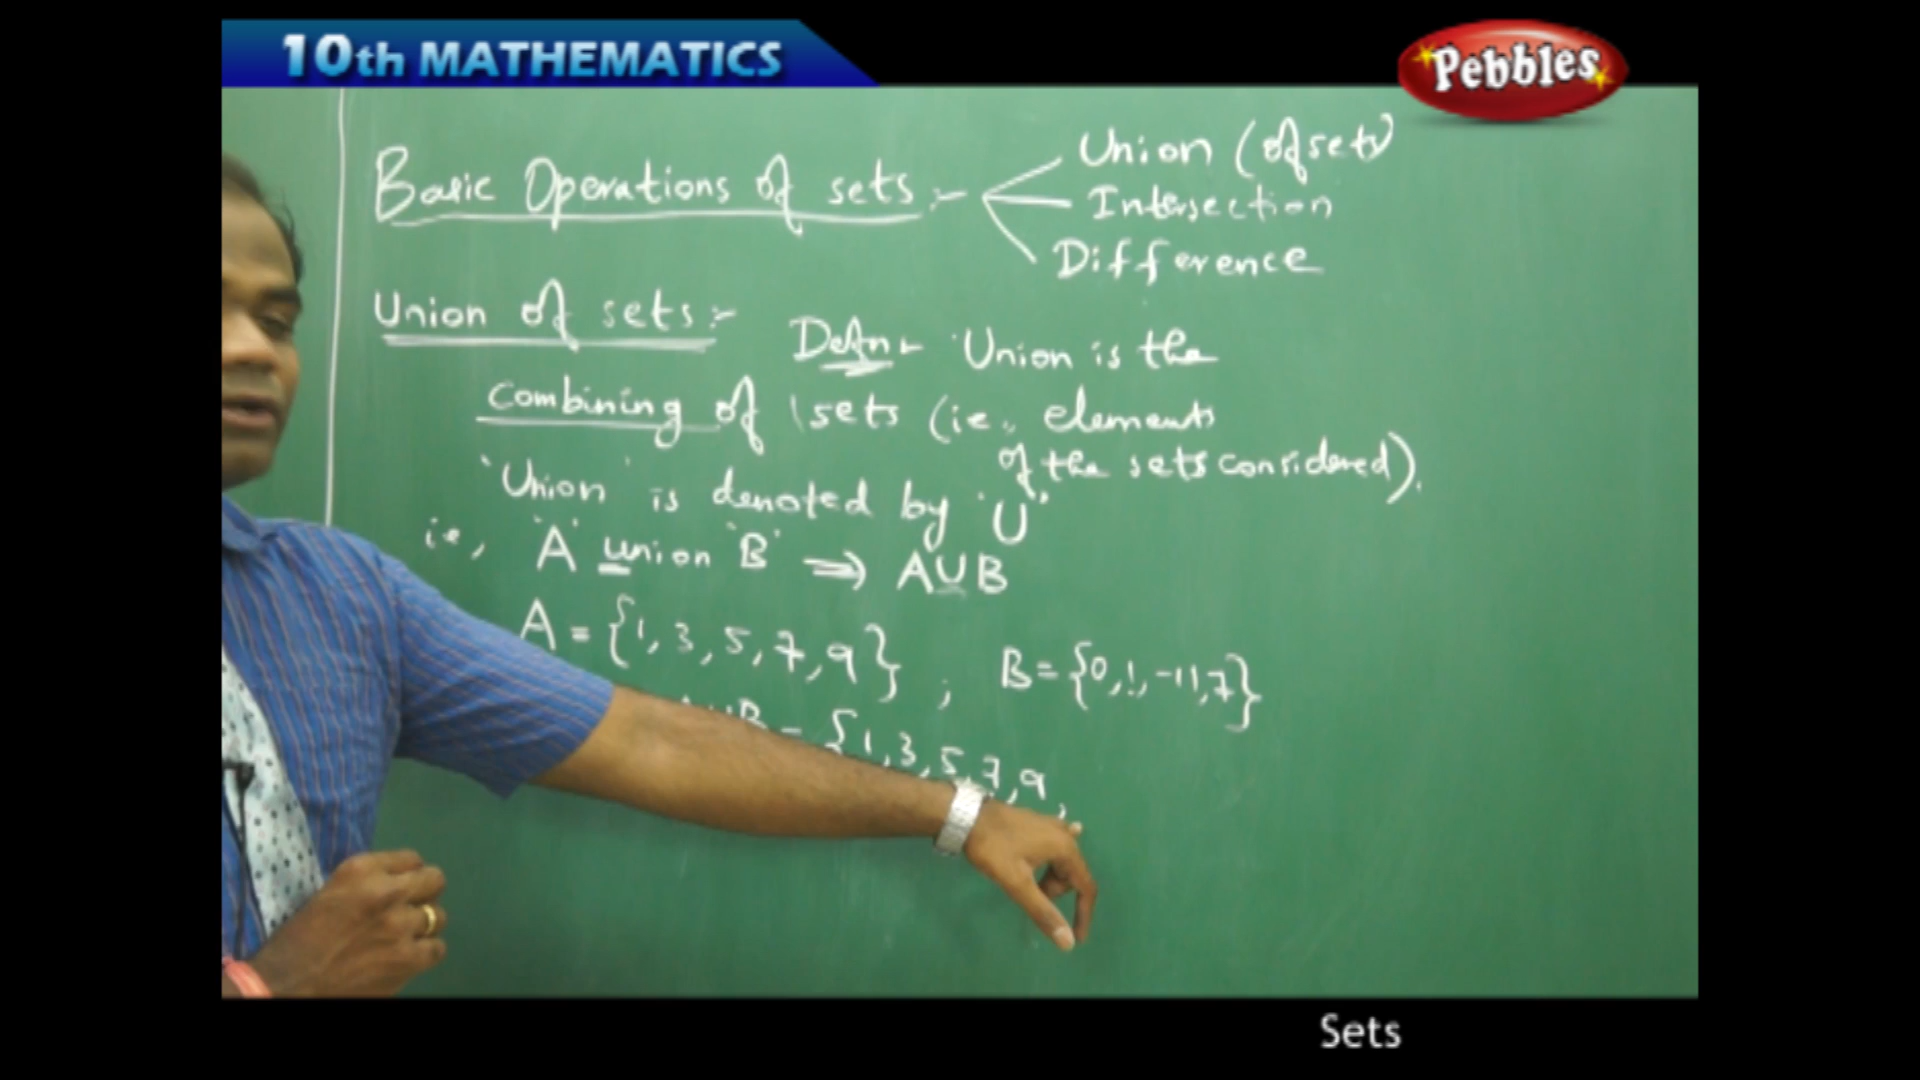 10th MATHEMATICS
Pebbles
Basic Operations of sets :-
Union (of sets)
Intersection
Difference
Union of sets :-
Defn :- 'Union is the
combining of sets (ie., elements
of the sets considered).
'Union' is denoted by 'U'
ie, 'A' union 'B' ⇒ AUB
A = {1, 3, 5, 7, 9} ; B = {0, 1, -11, 7}
AUB = {1, 3, 5, 7, 9,
Sets